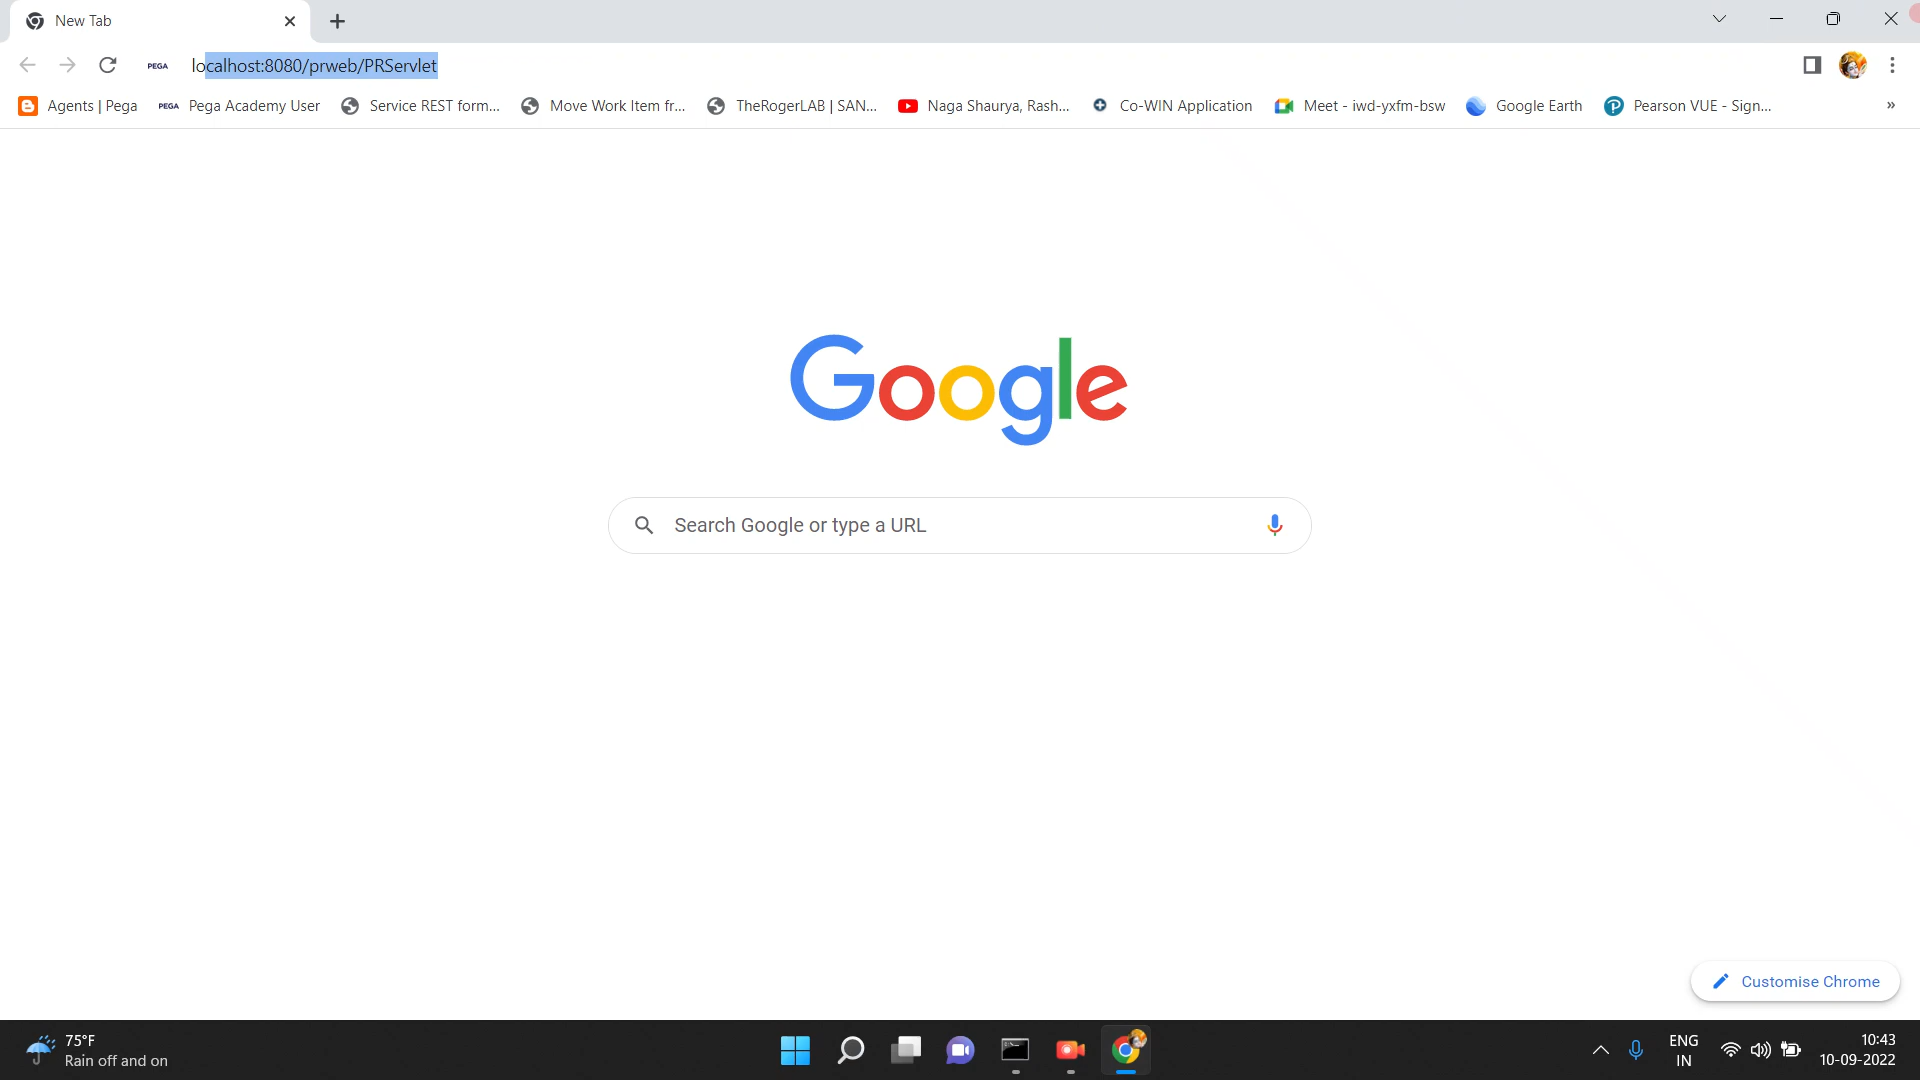 New Tab
PEGA localhost:8080/prweb/PRServlet
Agents | Pega PEGA Pega Academy User Service REST form... Move Work Item fr... TheRogerLAB | SAN... Naga Shaurya, Rash... Co-WIN Application Meet - iwd-yxfm-bsw Google Earth Pearson VUE - Sign... »
Google
Search Google or type a URL
Customise Chrome
75°F
Rain off and on
ENG
IN
10:43
10-09-2022